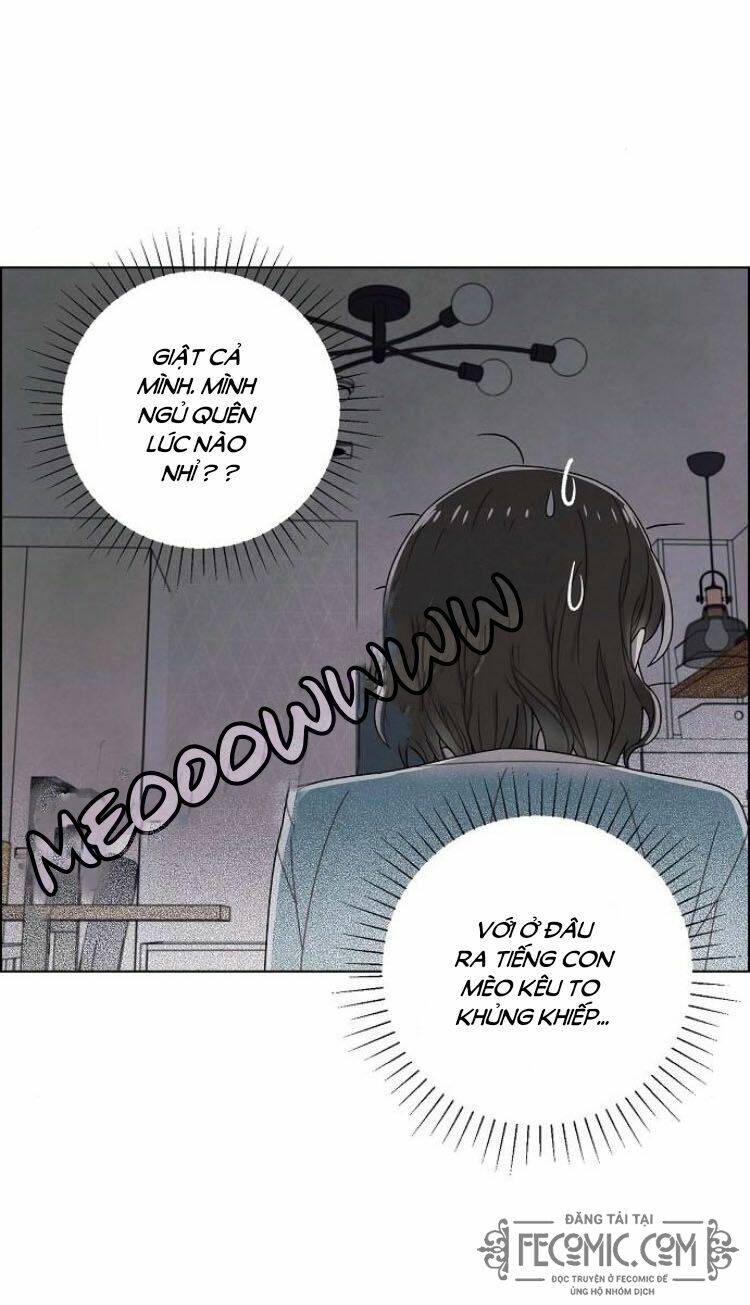 GIẬT CẢ
MÌNH. MÌNH
NGỦ QUÊN
LÚC NÀO
NHỈ ? ?
MEOOOWWWWW
VỚI Ở ĐÂU
RA TIẾNG CON
MÈO KÊU TO
KHỦNG KHIẾP...
ĐĂNG TẢI TẠI
FECOMIC.COM
ĐỌC TRUYỆN Ở FECOMIC ĐỂ
ỦNG HỘ NHÓM DỊCH